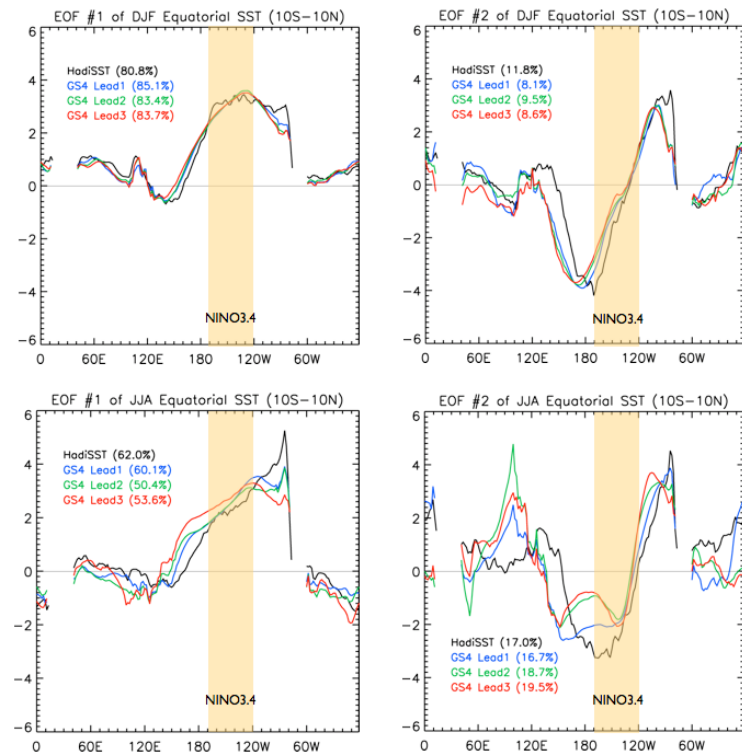 EOF #1 of DJF Equatorial SST (10S-10N)
HadiSST (80.8%)
GS4 Lead1 (85.1%)
GS4 Lead2 (83.4%)
GS4 Lead3 (83.7%)
6
4
2
0
-2
-4
-6
NINO3.4
0 60E 120E 180 120W 60W
EOF #2 of DJF Equatorial SST (10S-10N)
HadiSST (11.8%)
GS4 Lead1 (8.1%)
GS4 Lead2 (9.5%)
GS4 Lead3 (8.6%)
6
4
2
0
-2
-4
-6
NINO3.4
0 60E 120E 180 120W 60W
EOF #1 of JJA Equatorial SST (10S-10N)
HadiSST (62.0%)
GS4 Lead1 (60.1%)
GS4 Lead2 (50.4%)
GS4 Lead3 (53.6%)
6
4
2
0
-2
-4
-6
NINO3.4
0 60E 120E 180 120W 60W
EOF #2 of JJA Equatorial SST (10S-10N)
6
4
2
0
-2
-4
-6
HadiSST (17.0%)
GS4 Lead1 (16.7%)
GS4 Lead2 (18.7%)
GS4 Lead3 (19.5%)
NINO3.4
0 60E 120E 180 120W 60W